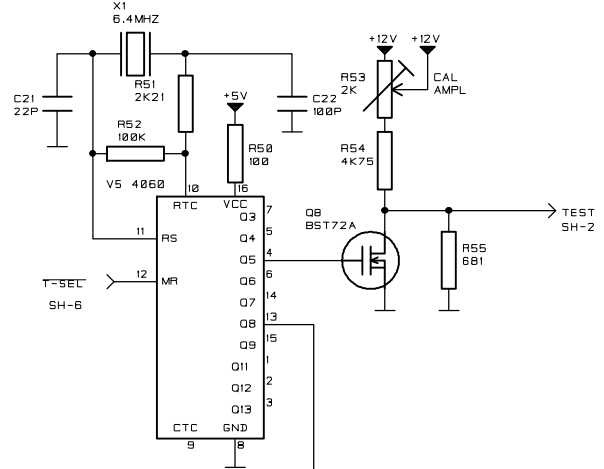 X1
6.4MHZ
+12V
+12V
R53
2K
CAL
AMPL
R51
2K21
+5V
C21
22P
C22
100P
R52
100K
R50
100
R54
4K75
V5 4060
10
16
RTC
VCC
Q3
7
Q8
BST72A
TEST
SH-2
11
RS
Q4
5
Q5
4
R55
681
12
MR
Q6
6
T-SEL
SH-6
Q7
14
Q8
13
Q9
15
Q11
1
Q12
2
Q13
3
CTC
GND
9
8